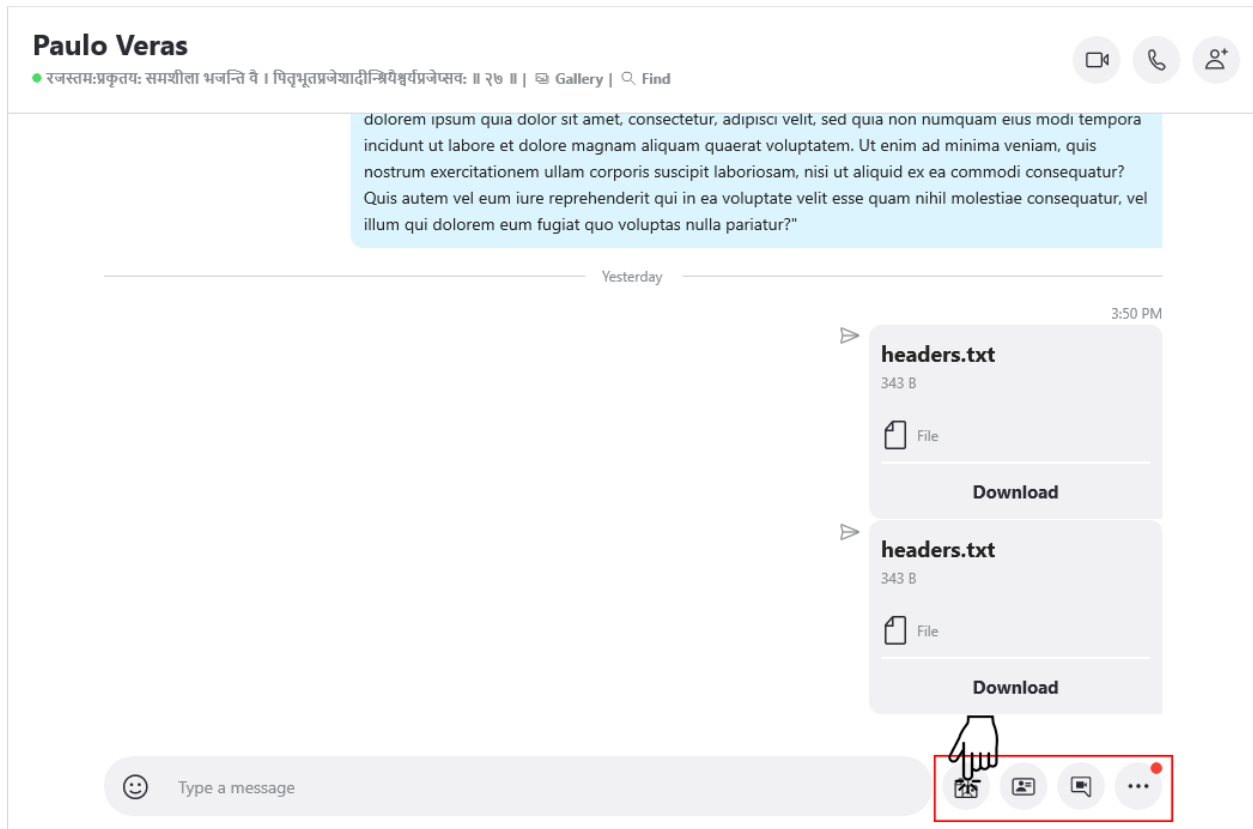 Paulo Veras
रजस्तम:प्रकृतय: समशीला भजन्ति वै । पितृभूतप्रजेशादीन्श्रियैश्वर्यप्रजेप्सव: ॥ २७ ॥ | Gallery | Find
dolorem ipsum quia dolor sit amet, consectetur, adipisci velit, sed quia non numquam eius modi tempora
incidunt ut labore et dolore magnam aliquam quaerat voluptatem. Ut enim ad minima veniam, quis
nostrum exercitationem ullam corporis suscipit laboriosam, nisi ut aliquid ex ea commodi consequatur?
Quis autem vel eum iure reprehenderit qui in ea voluptate velit esse quam nihil molestiae consequatur, vel
illum qui dolorem eum fugiat quo voluptas nulla pariatur?"
Yesterday
3:50 PM
headers.txt
343 B
File
Download
headers.txt
343 B
File
Download
Type a message